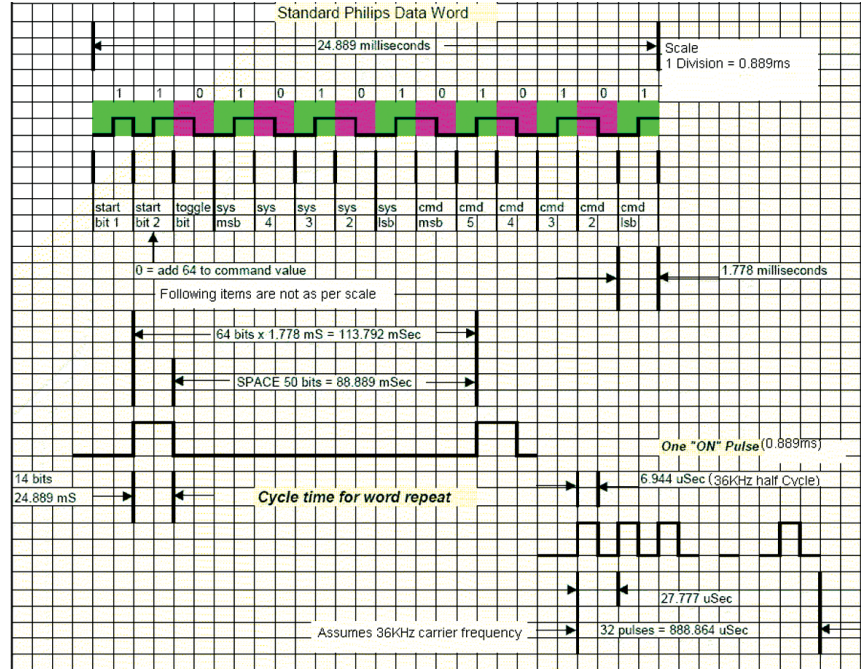 Standard Philips Data Word
24.889 milliseconds
Scale
1 Division = 0.889ms
1 1 0 1 0 1 0 1 0 1 0 1 0 1
start bit 1
start bit 2
toggle bit
sys msb
sys 4
sys 3
sys 2
sys lsb
cmd msb
cmd 5
cmd 4
cmd 3
cmd 2
cmd lsb
0 = add 64 to command value
1.778 milliseconds
Following items are not as per scale
64 bits x 1.778 mS = 113.792 mSec
SPACE 50 bits = 88.889 mSec
One "ON" Pulse (0.889ms)
14 bits
24.889 mS
Cycle time for word repeat
6.944 uSec (36KHz half Cycle)
27.777 uSec
Assumes 36KHz carrier frequency
32 pulses = 888.864 uSec